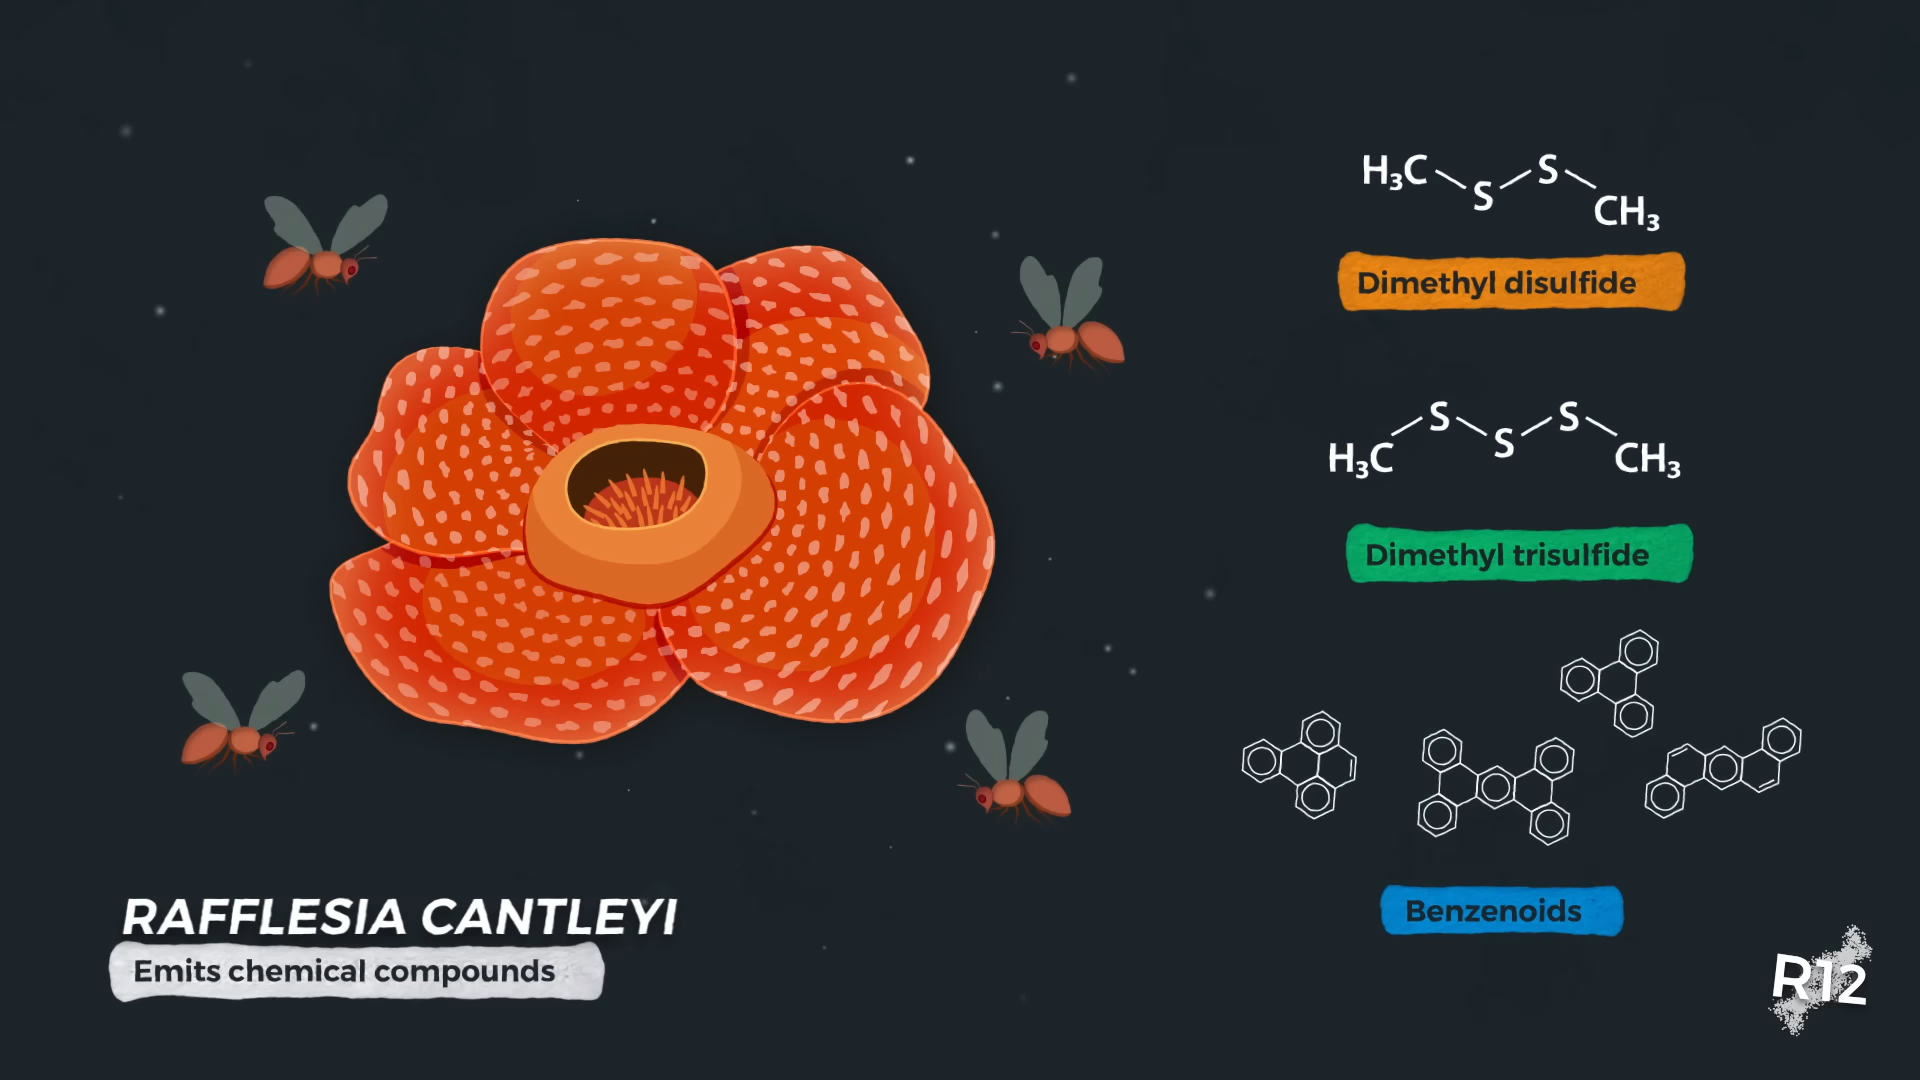 H₃C S S CH₃
Dimethyl disulfide
H₃C S S S CH₃
Dimethyl trisulfide
Benzenoids
RAFFLESIA CANTLEYI
Emits chemical compounds
R12